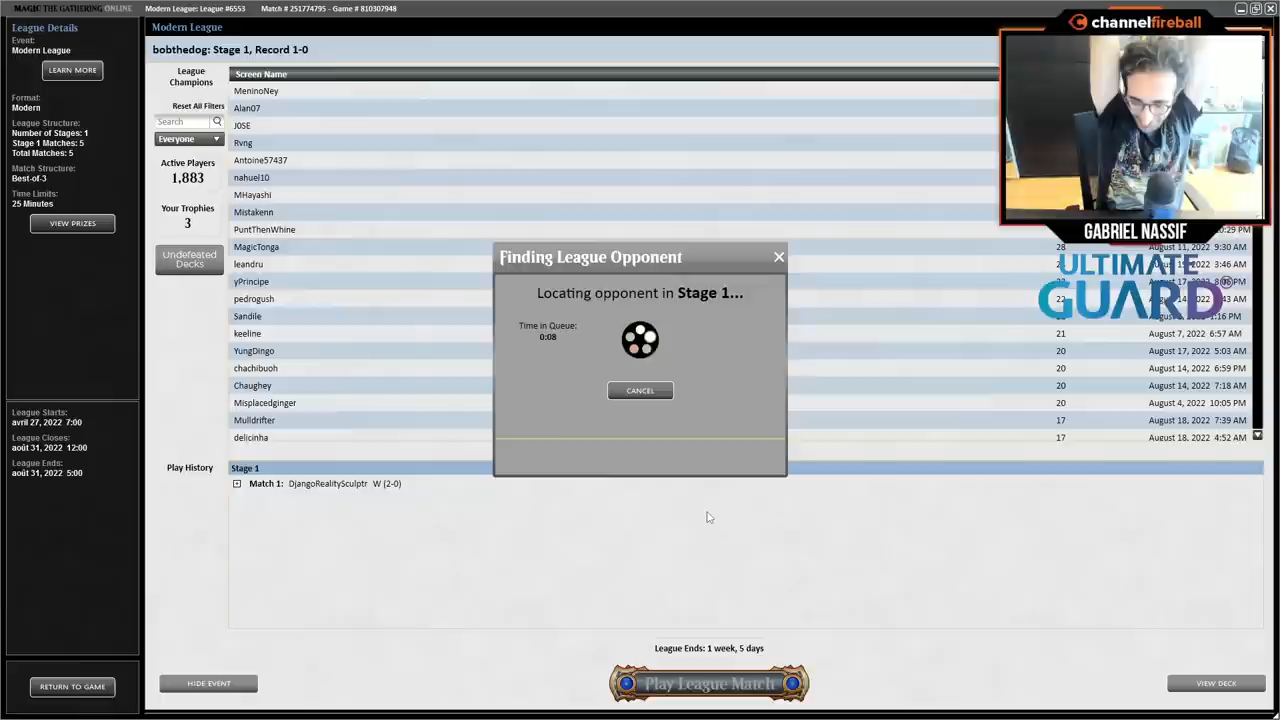 MAGIC THE GATHERING ONLINE
Modern League: League #6553
Match # 251774795 - Game # 810307948
League Details
Event:
Modern League
LEARN MORE
Format:
Modern
League Structure:
Number of Stages: 1
Stage 1 Matches: 5
Total Matches: 5
Match Structure:
Best-of-3
Time Limits:
25 Minutes
VIEW PRIZES
League Starts:
avril 27, 2022 7:00
League Closes:
août 31, 2022 12:00
League Ends:
août 31, 2022 5:00
RETURN TO GAME
Modern League
bobthedog: Stage 1, Record 1-0
League
Champions
Reset All Filters
Search
Everyone
Active Players
1,883
Your Trophies
3
Undefeated
Decks
Screen Name
MeninoNey
Alan07
J0SE
Rvng
Antoine57437
nahuel10
MHayashi
Mistakenn
PuntThenWhine
MagicTonga 28 August 11, 2022 9:30 AM
leandru
yPrincipe
pedrogush
Sandile
keeline 21 August 7, 2022 6:57 AM
YungDingo 20 August 17, 2022 5:03 AM
chachibuoh 20 August 14, 2022 6:59 PM
Chaughey 20 August 14, 2022 7:18 AM
Misplacedginger 20 August 4, 2022 10:05 PM
Mulldrifter 17 August 18, 2022 7:39 AM
delicinha 17 August 18, 2022 4:52 AM
Finding League Opponent
Locating opponent in Stage 1...
Time in Queue:
0:08
CANCEL
channelfireball
GABRIEL NASSIF
ULTIMATE
GUARD
Play History
Stage 1
Match 1: DjangoRealitySculptr W (2-0)
League Ends: 1 week, 5 days
HIDE EVENT
Play League Match
VIEW DECK